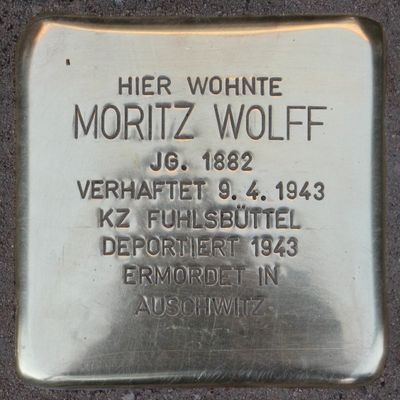 HIER WOHNTE
MORITZ WOLFF
JG. 1882
VERHAFTET 9. 4. 1943
KZ FUHLSBÜTTEL
DEPORTIERT 1943
ERMORDET IN
AUSCHWITZ